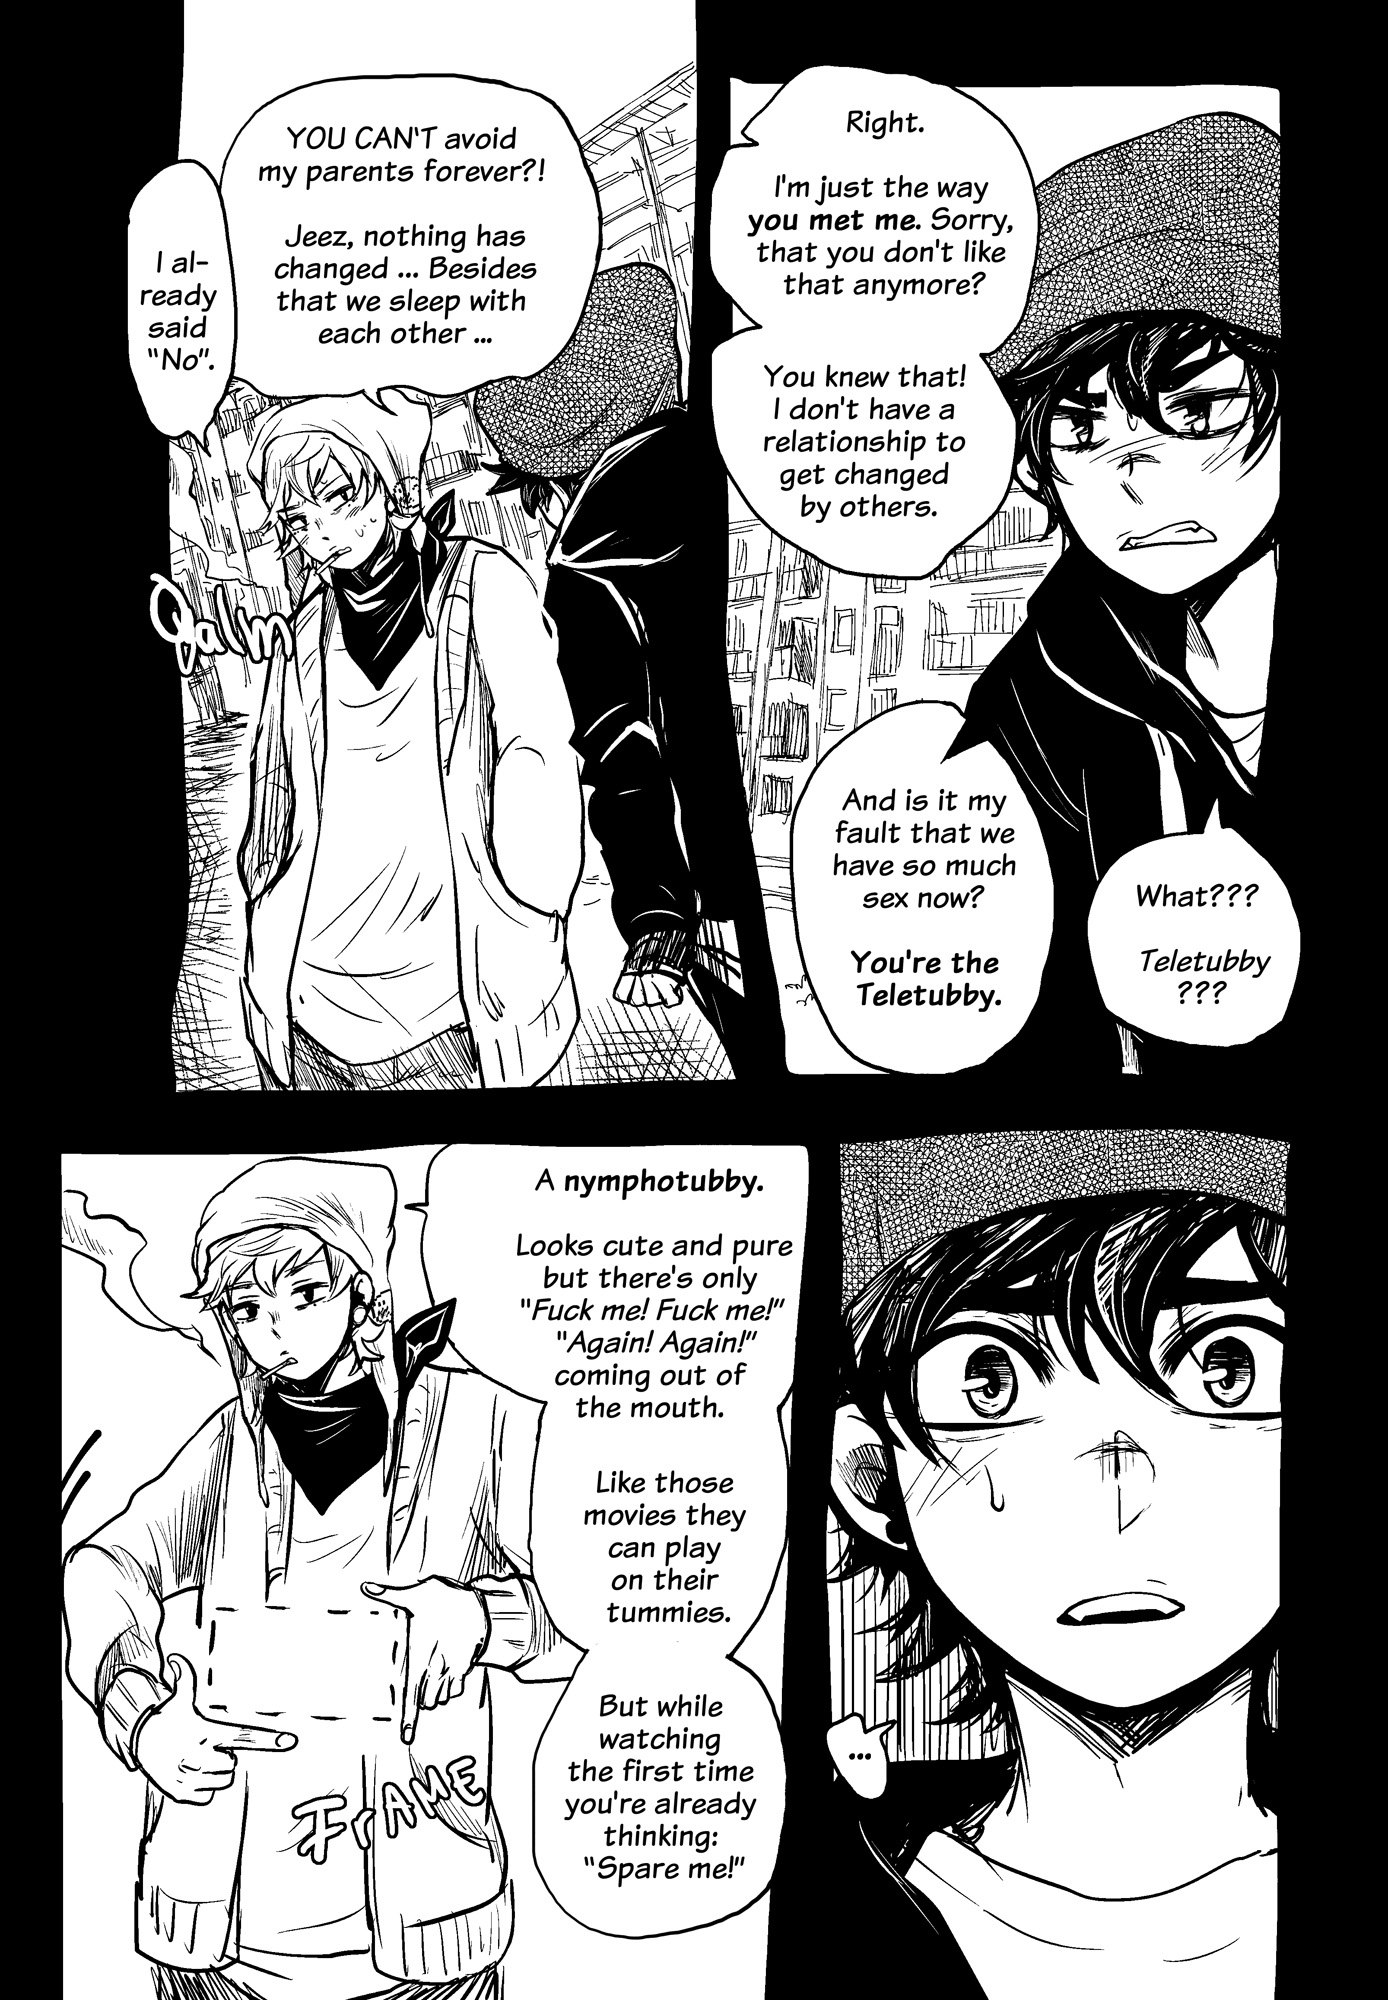 YOU CAN'T avoid
my parents forever?!
Jeez, nothing has
changed ... Besides
that we sleep with
each other ...
I al-
ready
said
"No".
Qalm
Right.
I'm just the way
you met me. Sorry,
that you don't like
that anymore?
You knew that!
I don't have a
relationship to
get changed
by others.
And is it my
fault that we
have so much
sex now?
You're the
Teletubby.
What???
Teletubby
???
A nymphotubby.
Looks cute and pure
but there's only
"Fuck me! Fuck me!"
"Again! Again!"
coming out of
the mouth.
Like those
movies they
can play
on their
tummies.
FrAME
But while
watching
the first time
you're already
thinking:
"Spare me!"
...